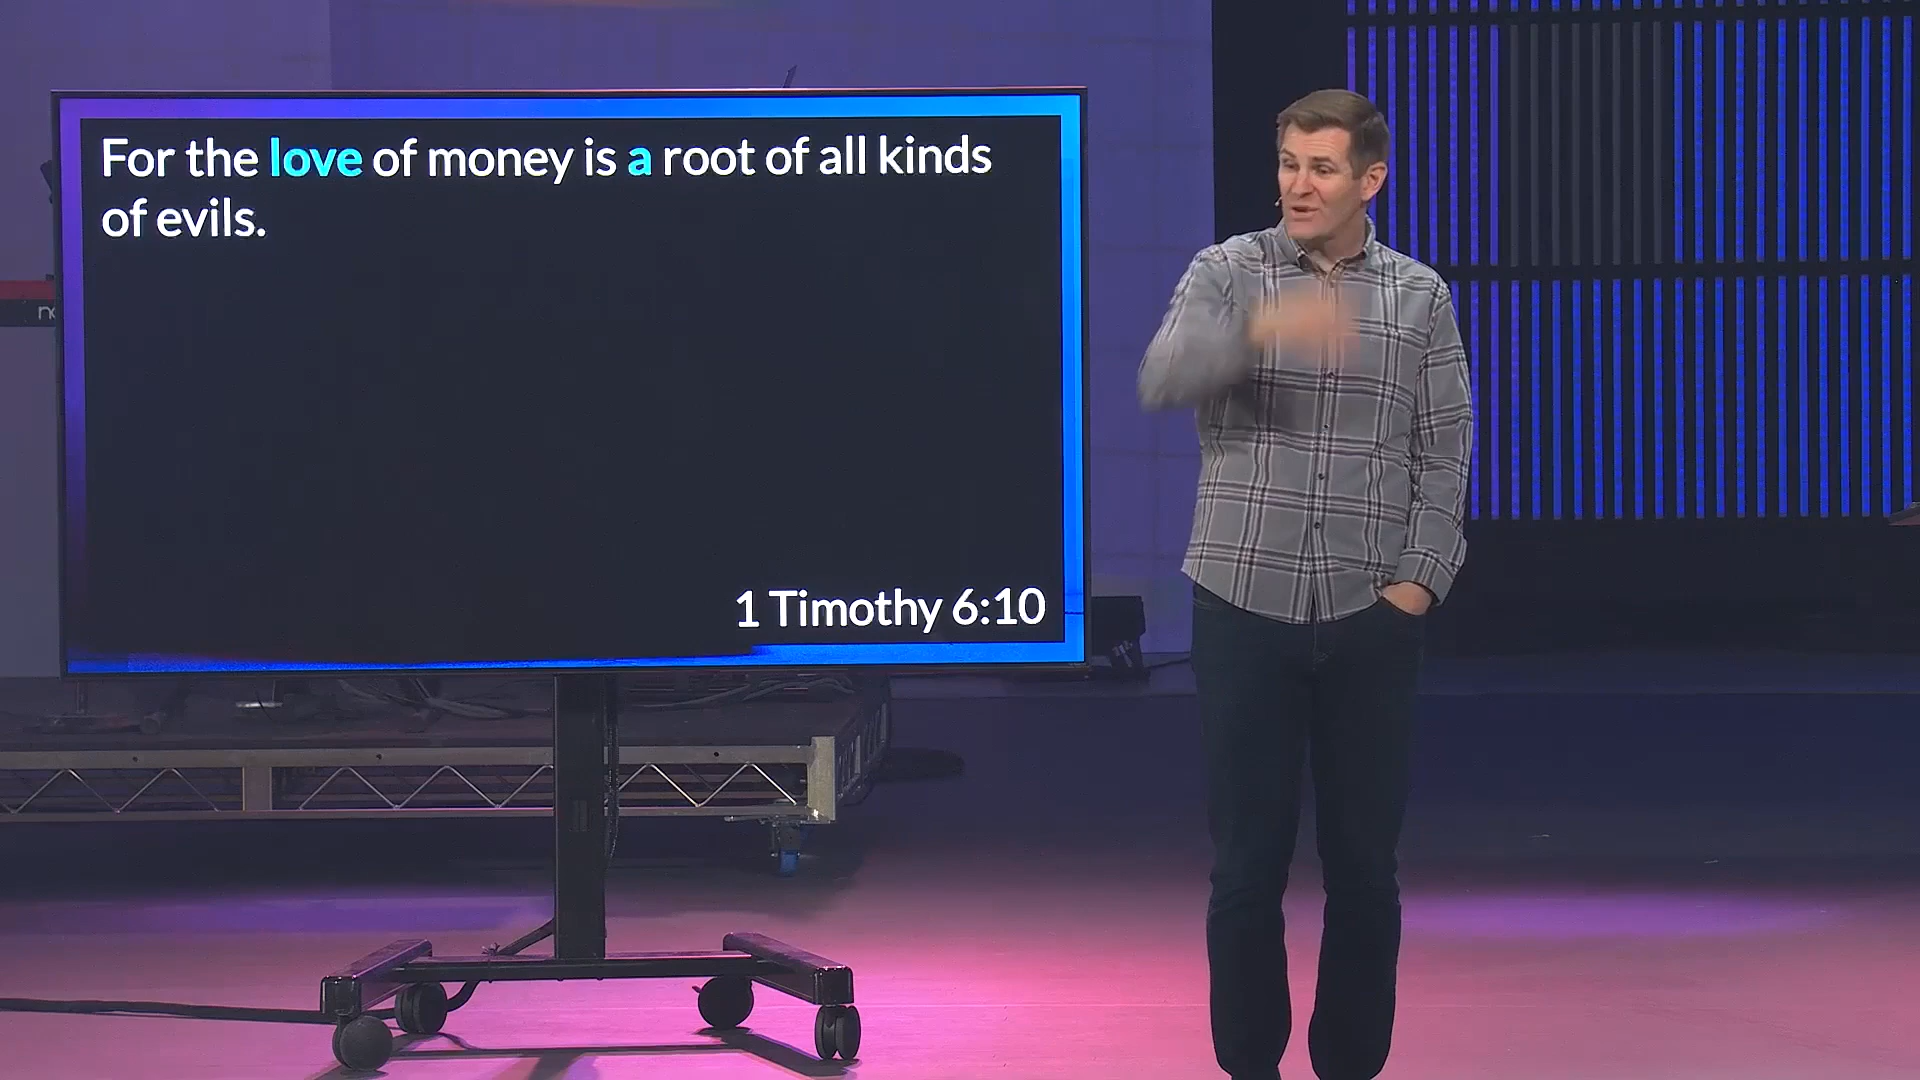 For the love of money is a root of all kinds
of evils.
1 Timothy 6:10